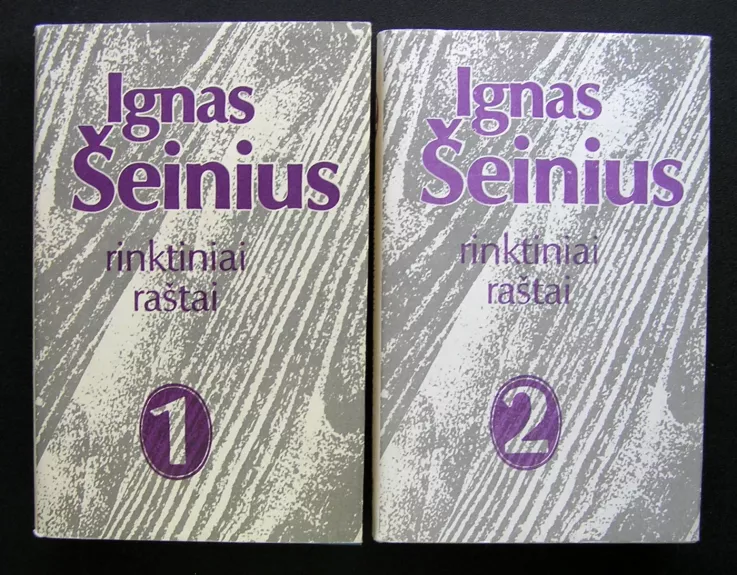 Ignas
Šeinius
rinktiniai
raštai
1
Ignas
Šeinius
rinktiniai
raštai
2